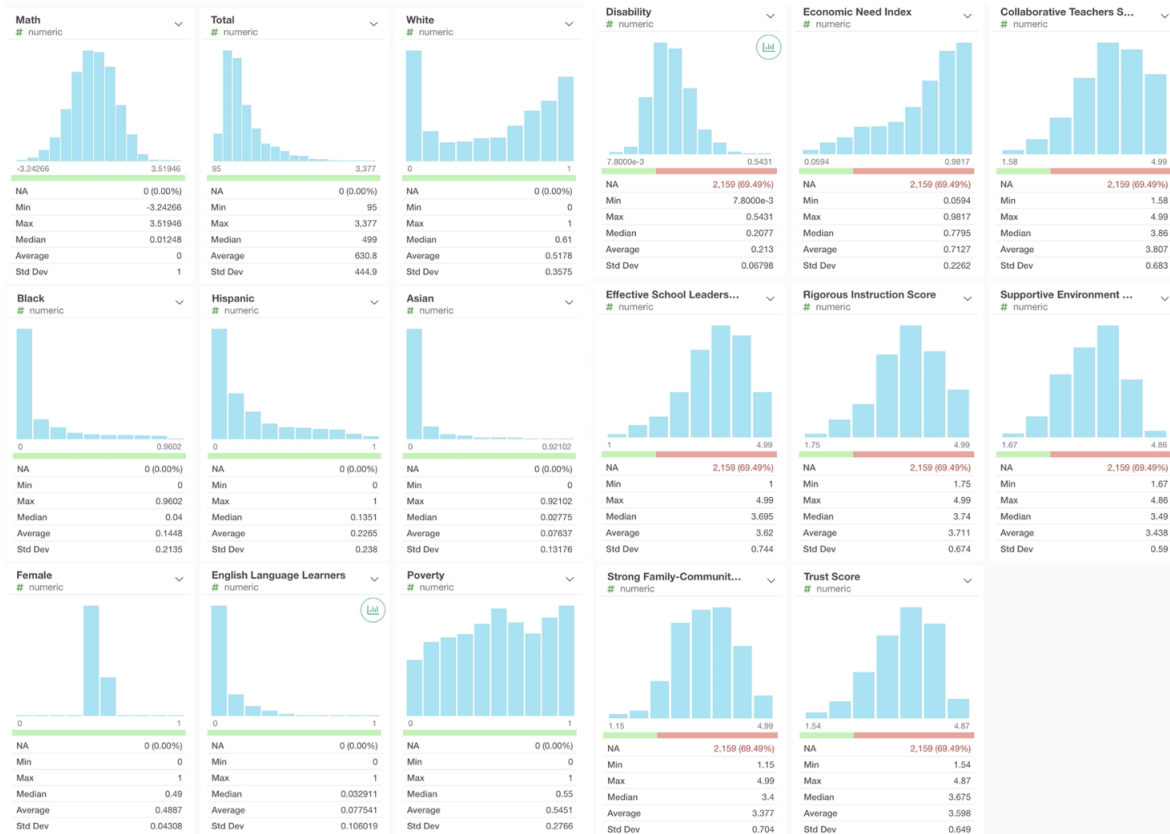 Math
# numeric
-3.24266 3.51946
NA 0 (0.00%)
Min -3.24266
Max 3.51946
Median 0.01248
Average 0
Std Dev 1
Total
# numeric
95 3,377
NA 0 (0.00%)
Min 95
Max 3,377
Median 499
Average 630.8
Std Dev 444.9
White
# numeric
0 1
NA 0 (0.00%)
Min 0
Max 1
Median 0.61
Average 0.5178
Std Dev 0.3575
Disability
# numeric
7.8000e-3 0.5431
NA 2,159 (69.49%)
Min 7.8000e-3
Max 0.5431
Median 0.2077
Average 0.213
Std Dev 0.06798
Economic Need Index
# numeric
0.0594 0.9817
NA 2,159 (69.49%)
Min 0.0594
Max 0.9817
Median 0.7795
Average 0.7127
Std Dev 0.2262
Collaborative Teachers S...
# numeric
1.58 4.99
NA 2,159 (69.49%)
Min 1.58
Max 4.99
Median 3.86
Average 3.807
Std Dev 0.683
Black
# numeric
0 0.9602
NA 0 (0.00%)
Min 0
Max 0.9602
Median 0.04
Average 0.1448
Std Dev 0.2135
Hispanic
# numeric
0 1
NA 0 (0.00%)
Min 0
Max 1
Median 0.1351
Average 0.2265
Std Dev 0.238
Asian
# numeric
0 0.92102
NA 0 (0.00%)
Min 0
Max 0.92102
Median 0.02775
Average 0.07637
Std Dev 0.13176
Effective School Leaders...
# numeric
1 4.99
NA 2,159 (69.49%)
Min 1
Max 4.99
Median 3.695
Average 3.62
Std Dev 0.744
Rigorous Instruction Score
# numeric
1.75 4.99
NA 2,159 (69.49%)
Min 1.75
Max 4.99
Median 3.74
Average 3.711
Std Dev 0.674
Supportive Environment ...
# numeric
1.67 4.86
NA 2,159 (69.49%)
Min 1.67
Max 4.86
Median 3.49
Average 3.438
Std Dev 0.59
Female
# numeric
0 1
NA 0 (0.00%)
Min 0
Max 1
Median 0.49
Average 0.4887
Std Dev 0.04308
English Language Learners
# numeric
0 1
NA 0 (0.00%)
Min 0
Max 1
Median 0.032911
Average 0.077541
Std Dev 0.106019
Poverty
# numeric
0 1
NA 0 (0.00%)
Min 0
Max 1
Median 0.55
Average 0.5451
Std Dev 0.2766
Strong Family-Communit...
# numeric
1.15 4.99
NA 2,159 (69.49%)
Min 1.15
Max 4.99
Median 3.4
Average 3.377
Std Dev 0.704
Trust Score
# numeric
1.54 4.87
NA 2,159 (69.49%)
Min 1.54
Max 4.87
Median 3.675
Average 3.598
Std Dev 0.649